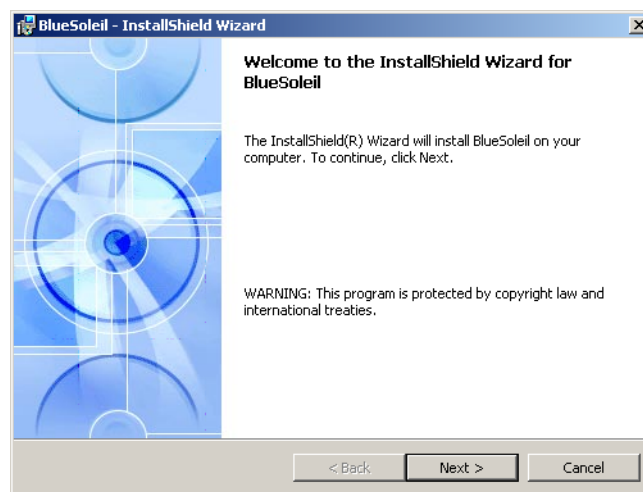 BlueSoleil - InstallShield Wizard
Welcome to the InstallShield Wizard for
BlueSoleil
The InstallShield(R) Wizard will install BlueSoleil on your
computer. To continue, click Next.
WARNING: This program is protected by copyright law and
international treaties.
< Back
Next >
Cancel